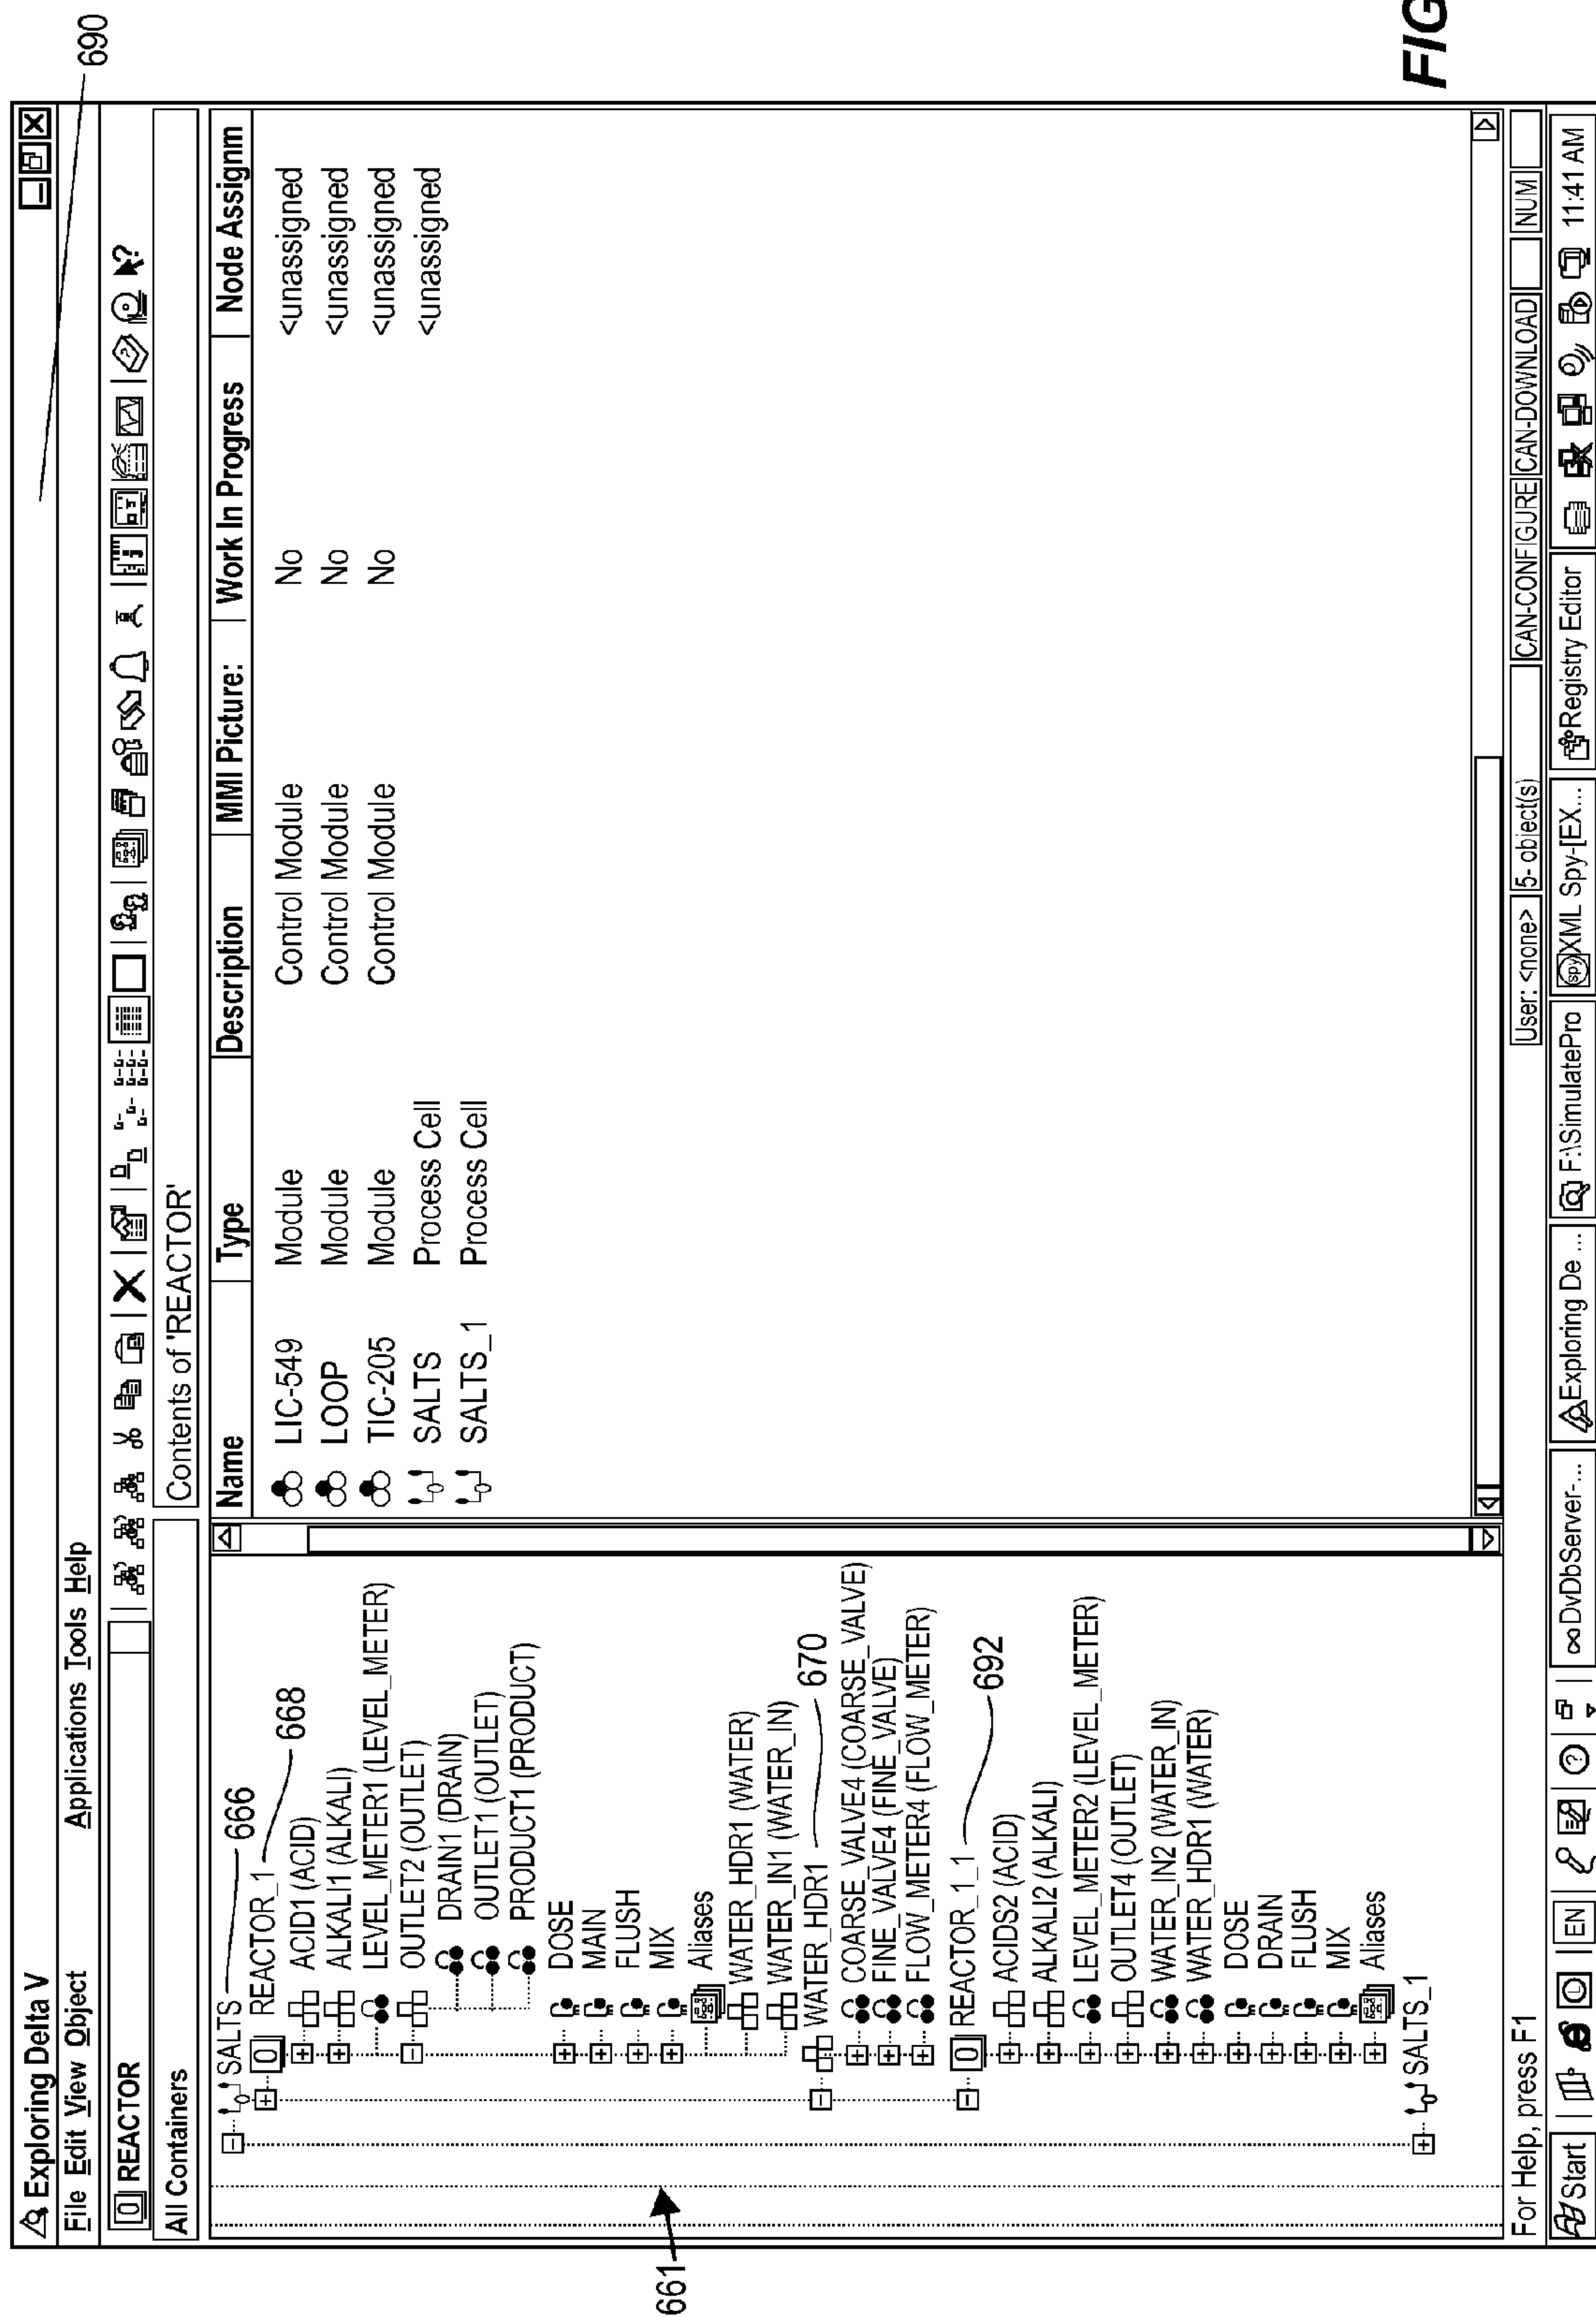 690
Exploring Delta V
File Edit View Object Applications Tools Help
REACTOR
All Containers
Contents of 'REACTOR'
Name Type Description MMI Picture: Work In Progress Node Assignm
LIC-549 Module Control Module No <unassigned
LOOP Module Control Module No <unassigned
TIC-205 Module Control Module No <unassigned
SALTS Process Cell <unassigned
SALTS_1 Process Cell
661
SALTS 666
REACTOR_1 668
ACID1 (ACID)
ALKALI1 (ALKALI)
LEVEL_METER1 (LEVEL_METER)
OUTLET2 (OUTLET)
DRAIN1 (DRAIN)
OUTLET1 (OUTLET)
PRODUCT1 (PRODUCT)
DOSE
MAIN
FLUSH
MIX
Aliases
WATER_HDR1 (WATER)
WATER_IN1 (WATER_IN)
WATER_HDR1 670
COARSE_VALVE4 (COARSE_VALVE)
FINE_VALVE4 (FINE_VALVE)
FLOW_METER4 (FLOW_METER)
REACTOR_1_1 692
ACIDS2 (ACID)
ALKALI2 (ALKALI)
LEVEL_METER2 (LEVEL_METER)
OUTLET4 (OUTLET)
WATER_IN2 (WATER_IN)
WATER_HDR1 (WATER)
DOSE
DRAIN
FLUSH
MIX
Aliases
SALTS_1
For Help, press F1 User: <none> 5- object(s) CAN-CONFIGURE CAN-DOWNLOAD NUM
Start EN DvDbServer-... Exploring De ... F:\SimulatePro spy XML Spy-[EX... Registry Editor 11:41 AM
FIG